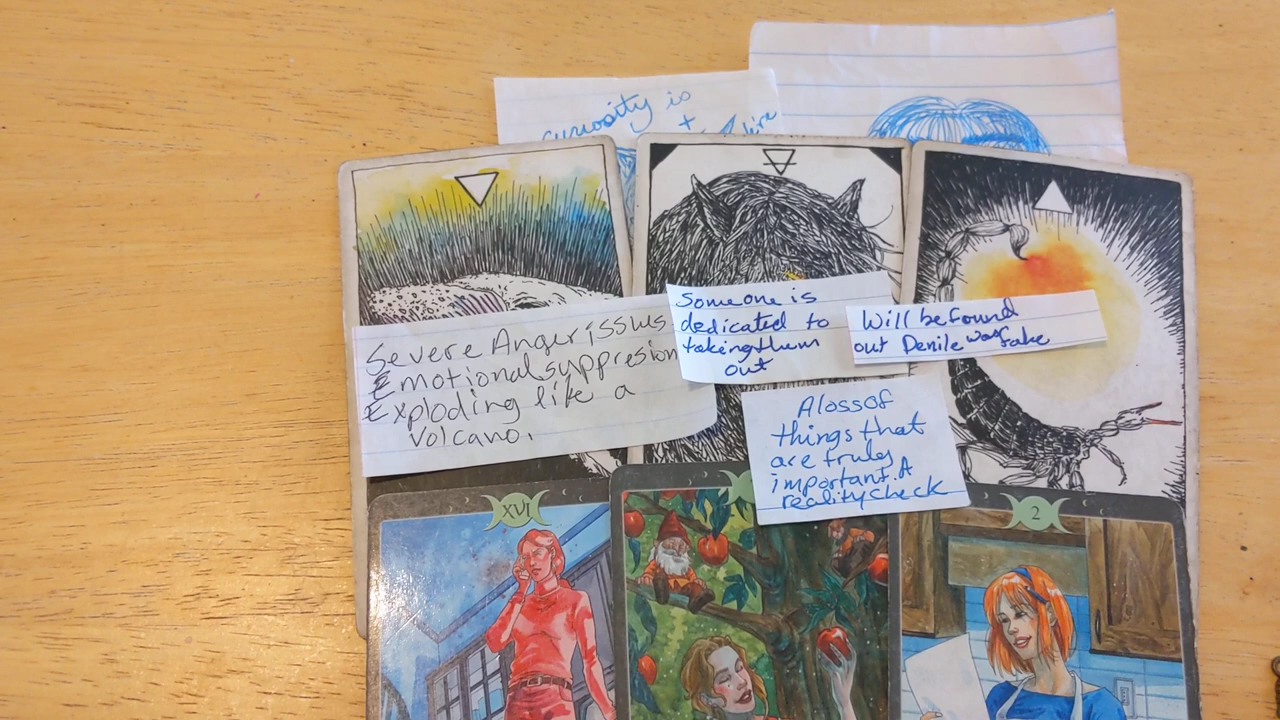 curiosity is
+
Severe Anger issues
Emotional suppresion
Exploding like a
volcano.
Someone is
dedicated to
taking them
out
Will be found
out Denile was fake
A loss of
things that
are truly
important. A
reality check
XVI
2